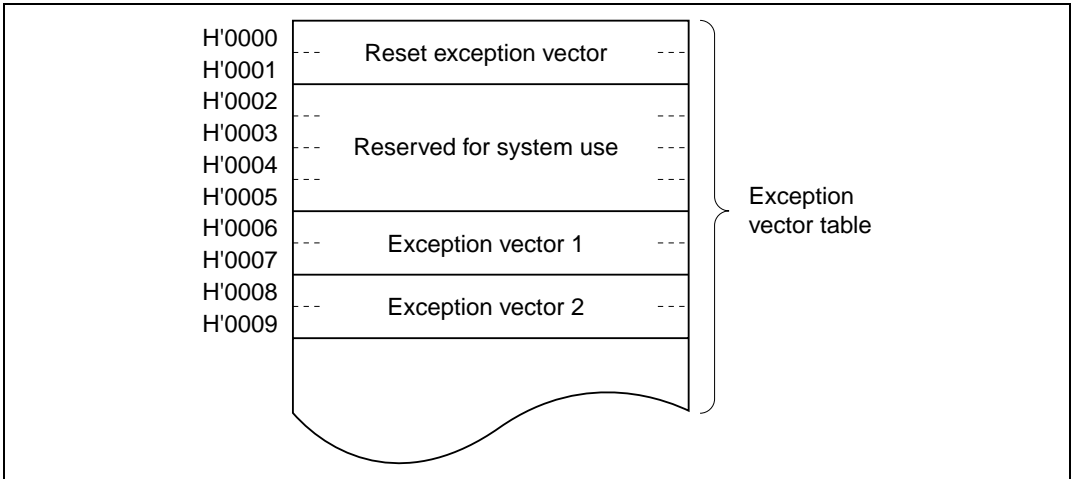 H'0000
H'0001
Reset exception vector
H'0002
H'0003
H'0004
H'0005
Reserved for system use
H'0006
H'0007
Exception vector 1
H'0008
H'0009
Exception vector 2
Exception
vector table